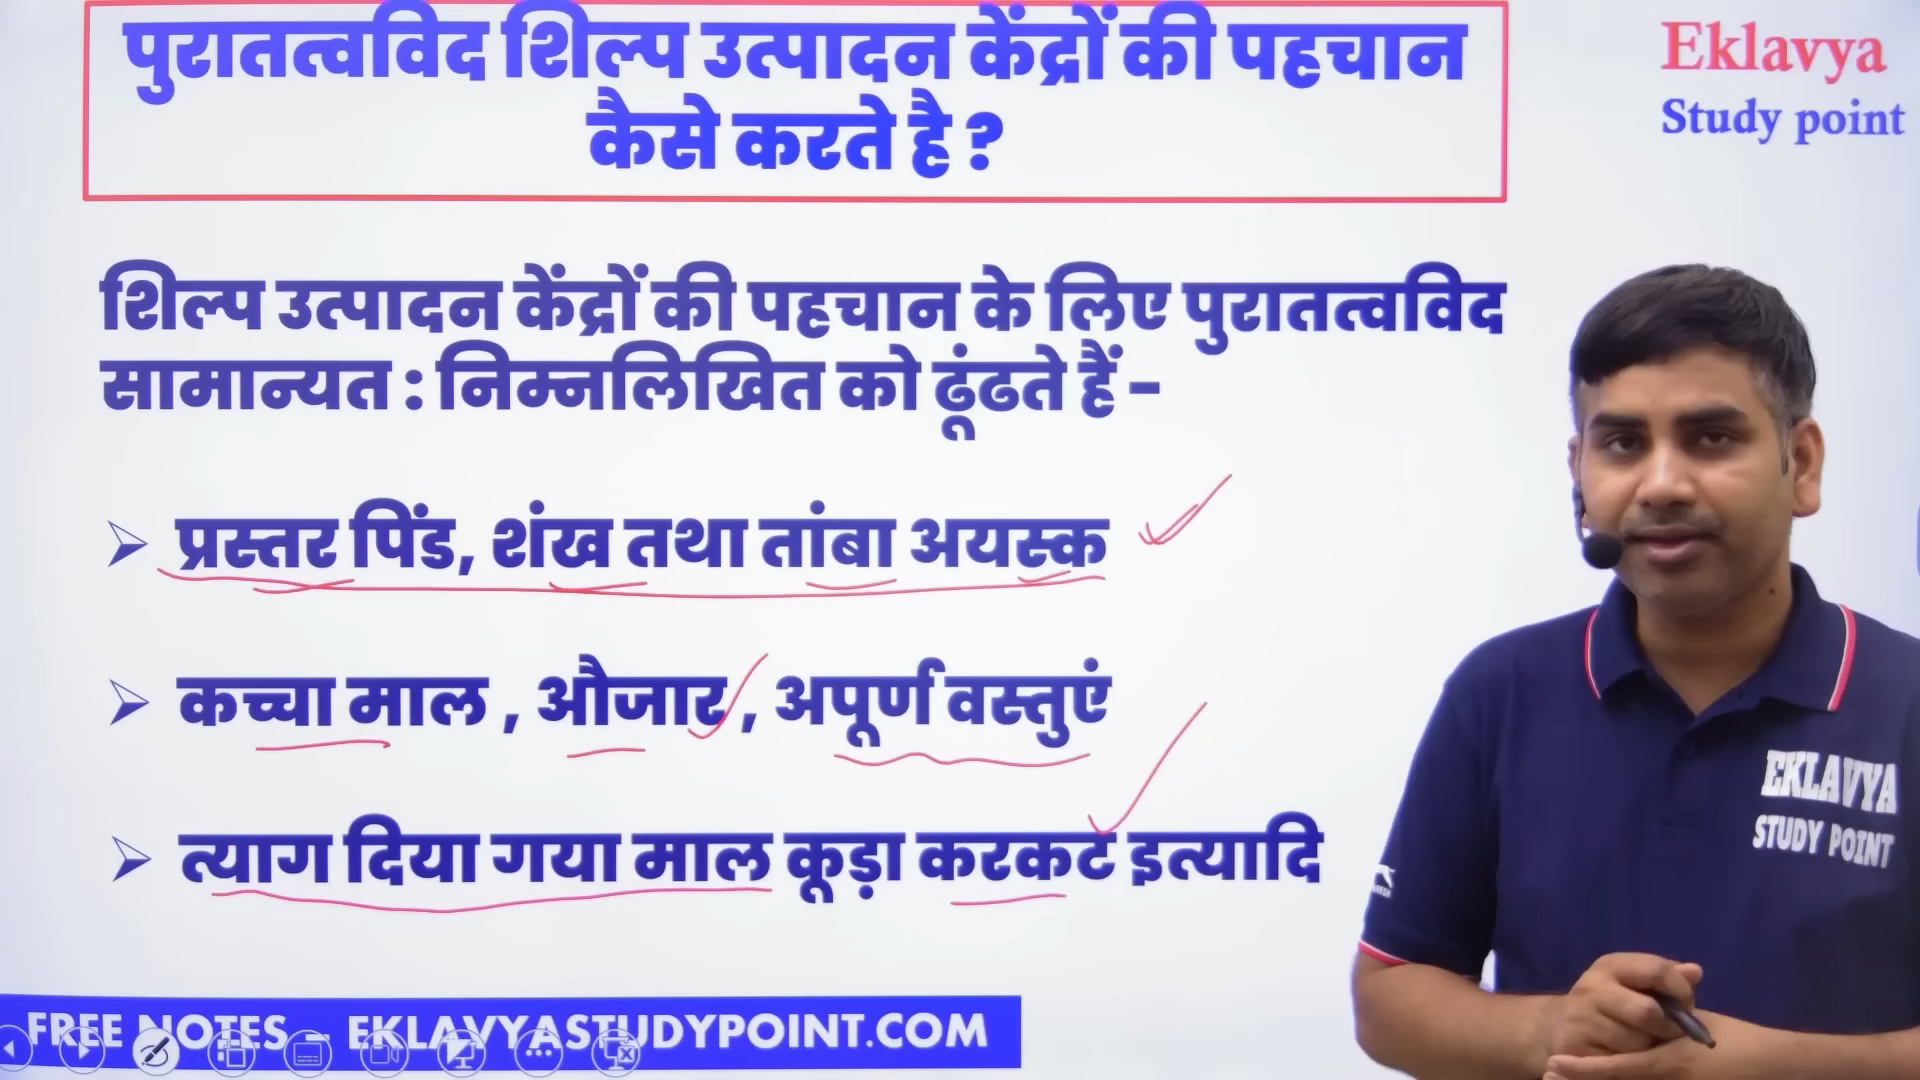 पुरातत्वविद शिल्प उत्पादन केंद्रों की पहचान
कैसे करते है ?
Eklavya
Study point
शिल्प उत्पादन केंद्रों की पहचान के लिए पुरातत्वविद
सामान्यत : निम्नलिखित को ढूंढते हैं -
प्रस्तर पिंड, शंख तथा तांबा अयस्क
कच्चा माल , औजार , अपूर्ण वस्तुएं
त्याग दिया गया माल कूड़ा करकट इत्यादि
EKLAVYA
STUDY POINT
FREE NOTES - EKLAVYASTUDYPOINT.COM